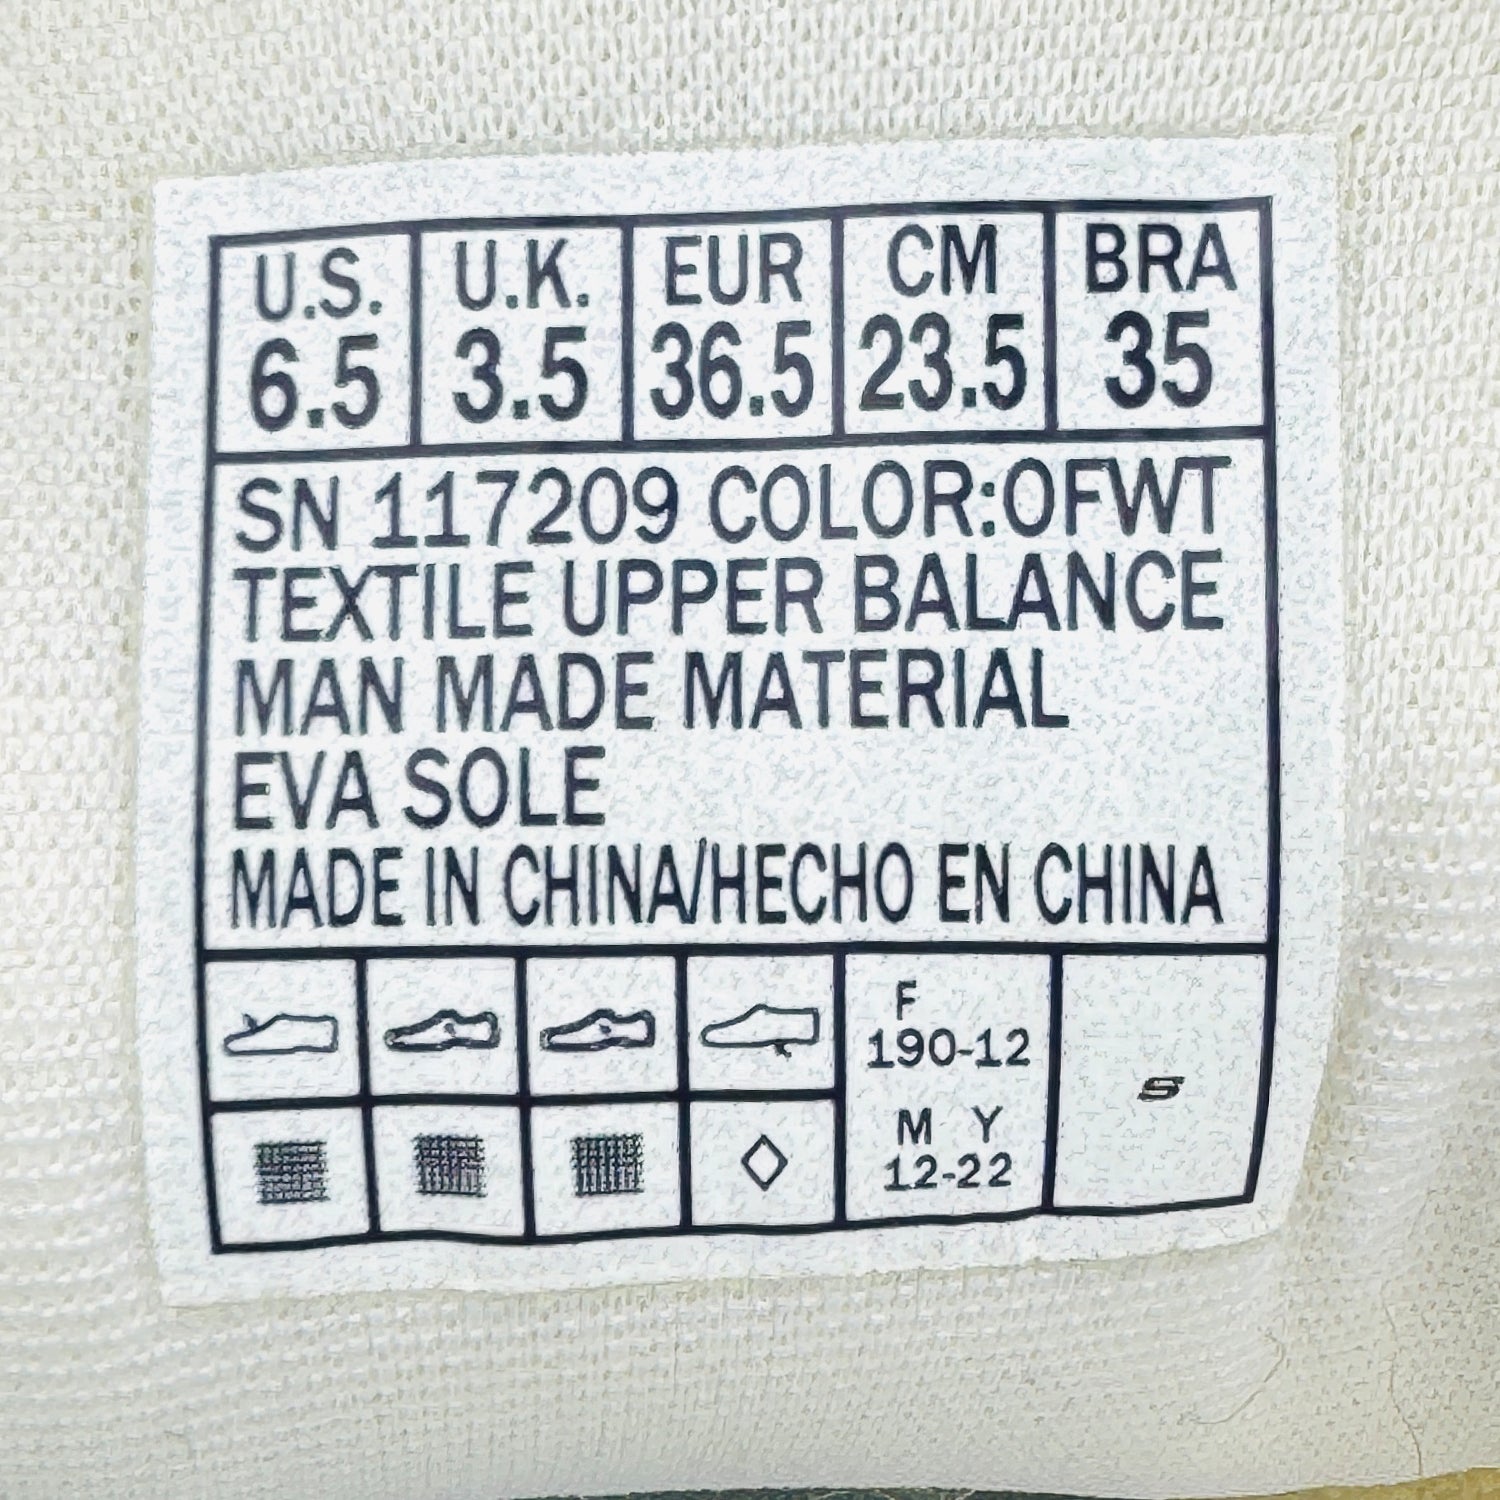 U.S. U.K. EUR CM BRA
6.5 3.5 36.5 23.5 35
SN 117209 COLOR:OFWT
TEXTILE UPPER BALANCE
MAN MADE MATERIAL
EVA SOLE
MADE IN CHINA/HECHO EN CHINA
F
190-12
M Y
12-22
S